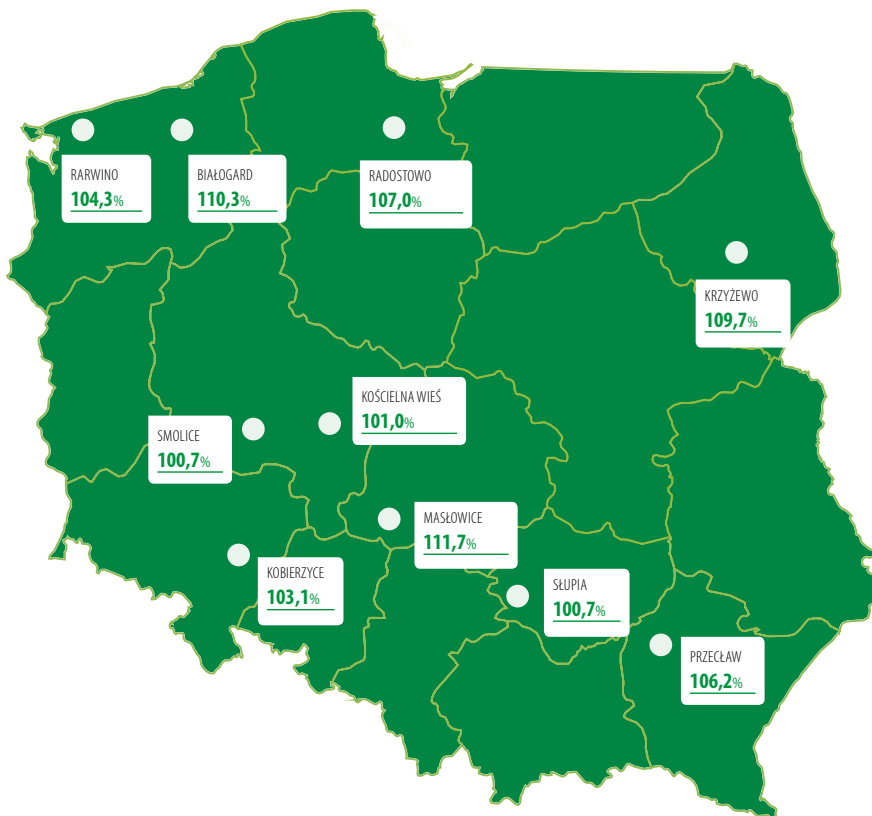 RARWINO
104,3%
BIAŁOGARD
110,3%
RADOSTOWO
107,0%
KRZYŻEWO
109,7%
KOŚCIELNA WIEŚ
101,0%
SMOLICE
100,7%
MASŁOWICE
111,7%
KOBIERZYCE
103,1%
SŁUPIA
100,7%
PRZECŁAW
106,2%